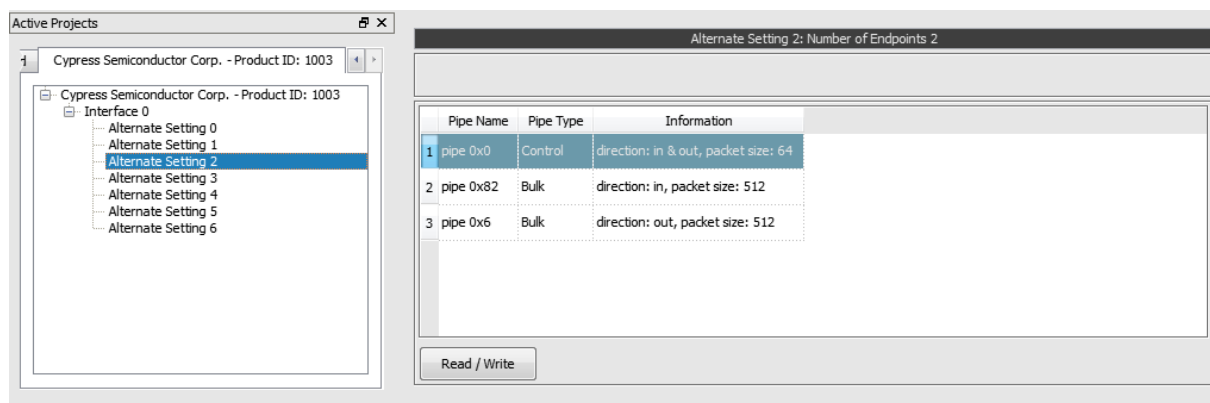 Active Projects
Cypress Semiconductor Corp. - Product ID: 1003
Cypress Semiconductor Corp. - Product ID: 1003
Interface 0
Alternate Setting 0
Alternate Setting 1
Alternate Setting 2
Alternate Setting 3
Alternate Setting 4
Alternate Setting 5
Alternate Setting 6
Alternate Setting 2: Number of Endpoints 2
Pipe Name Pipe Type Information
1 pipe 0x0 Control direction: in & out, packet size: 64
2 pipe 0x82 Bulk direction: in, packet size: 512
3 pipe 0x6 Bulk direction: out, packet size: 512
Read / Write